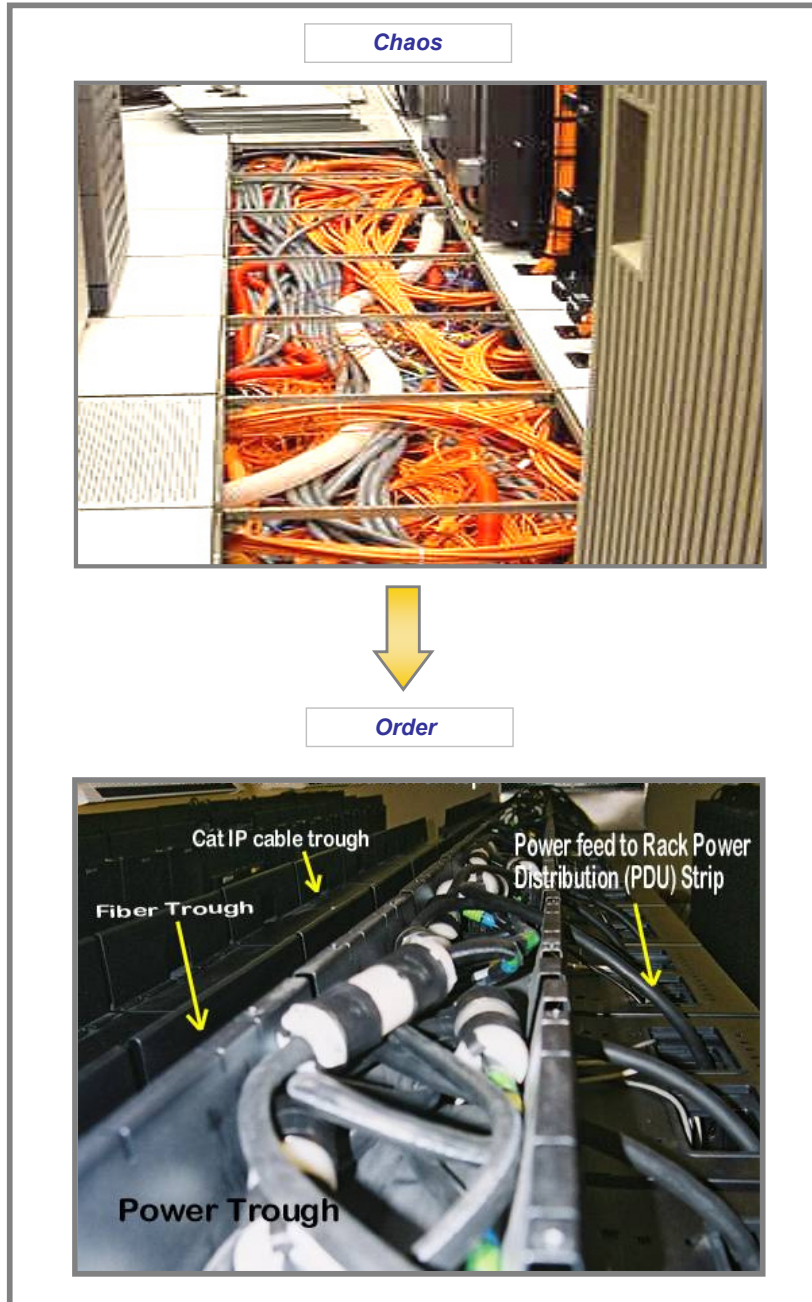 Chaos
Order
Cat IP cable trough
Fiber Trough
Power feed to Rack Power
Distribution (PDU) Strip
Power Trough